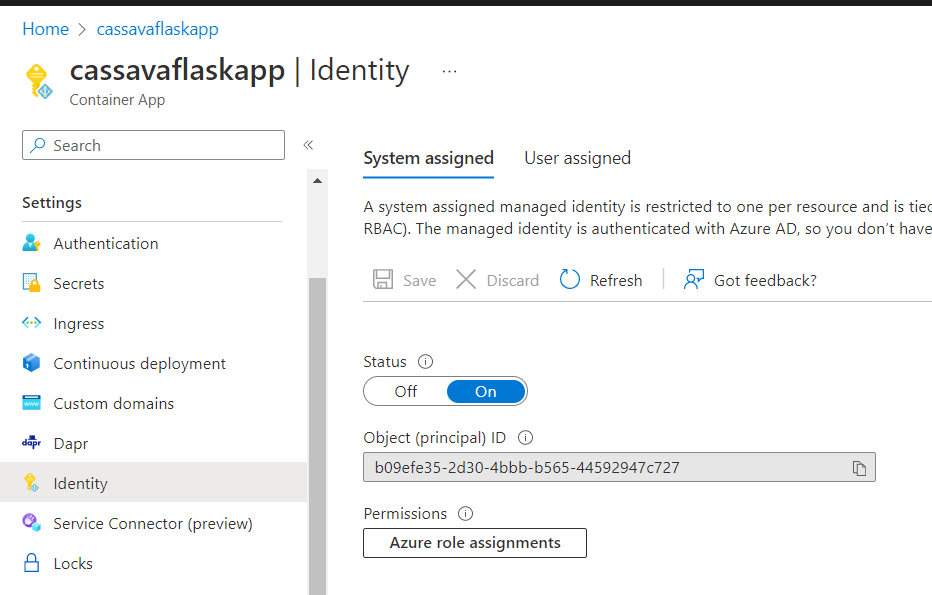 Home > cassavaflaskapp
cassavaflaskapp | Identity ...
Container App
Search «
Settings
Authentication
Secrets
Ingress
Continuous deployment
Custom domains
dapr Dapr
Identity
Service Connector (preview)
Locks
System assigned User assigned
A system assigned managed identity is restricted to one per resource and is tied
RBAC). The managed identity is authenticated with Azure AD, so you don't have
Save Discard Refresh Got feedback?
Status
Off On
Object (principal) ID
b09efe35-2d30-4bbb-b565-44592947c727
Permissions
Azure role assignments